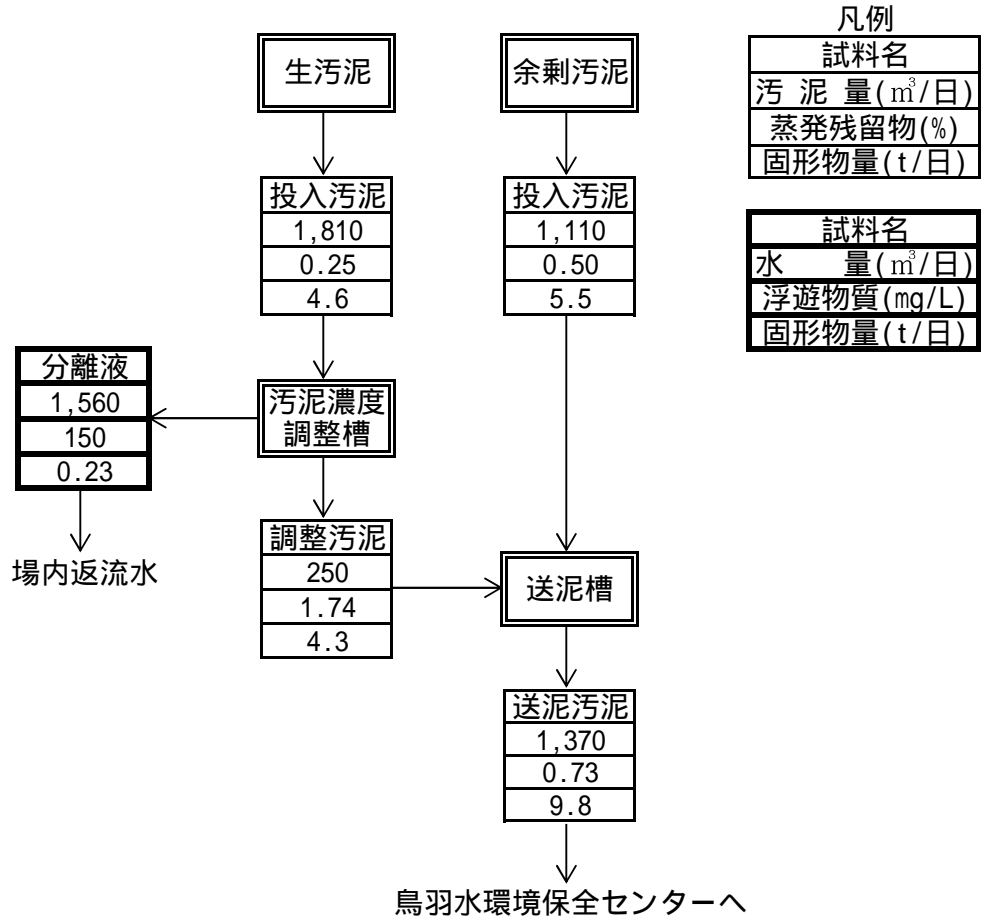 凡例
試料名
汚泥量(㎥/日)
蒸発残留物(%)
固形物量(t/日)
試料名
水量(㎥/日)
浮遊物質(mg/L)
固形物量(t/日)
生汚泥
余剰汚泥
投入汚泥
1,810
0.25
4.6
投入汚泥
1,110
0.50
5.5
分離液
1,560
150
0.23
場内返流水
汚泥濃度
調整槽
調整汚泥
250
1.74
4.3
送泥槽
送泥汚泥
1,370
0.73
9.8
鳥羽水環境保全センターへ